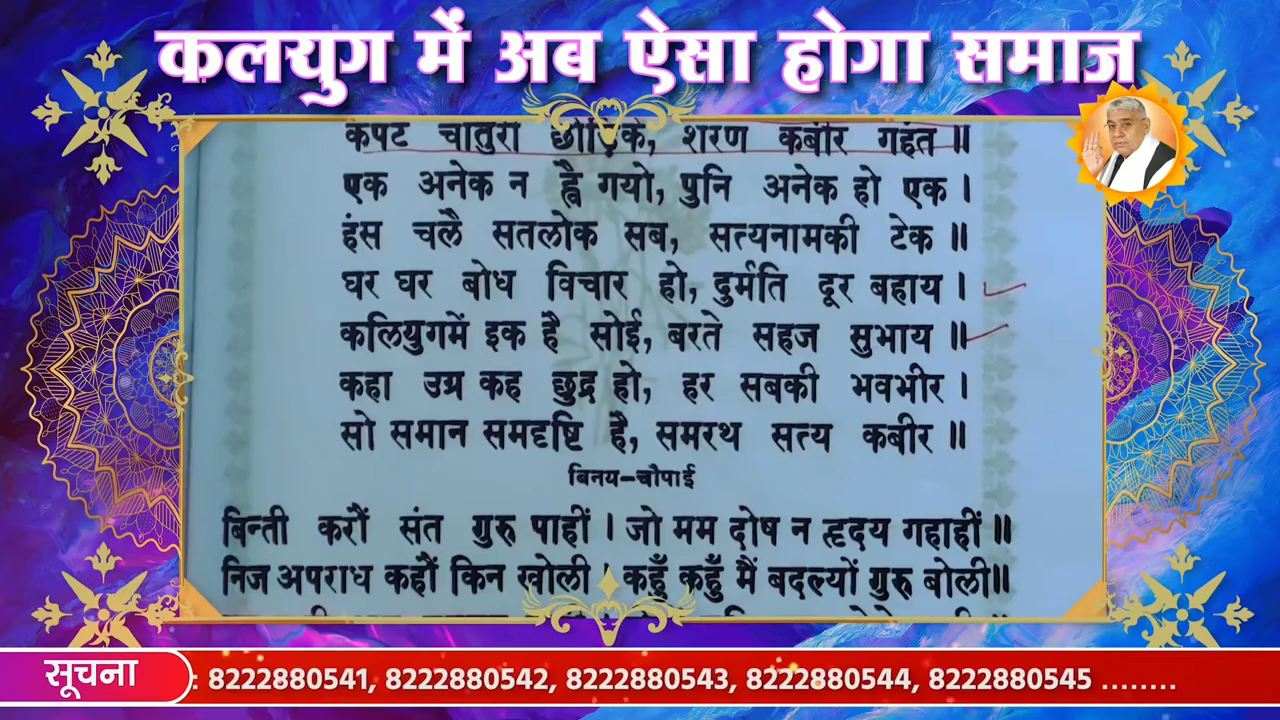 कलयुग में अब ऐसा होगा समाज
कपट चातुरी छोड़िके, शरण कबीर गहंत ॥
एक अनेक न ह्वै गयो, पुनि अनेक हो एक ।
हंस चलै सतलोक सब, सत्यनामकी टेक ॥
घर घर बोध विचार हो, दुर्मति दूर बहाय ।
कलियुगमें इक है सोई, बरते सहज सुभाय ॥
कहा उग्र कह छुद्र हो, हर सबकी भवभीर ।
सो समान समदृष्टि है, समरथ सत्य कबीर ॥
बिनय-चौपाई
बिन्ती करौं संत गुरु पाहीं । जो मम दोष न हृदय गहाहीं ॥
निज अपराध कहौं किन खोली । कहुँ कहुँ मैं बदल्यों गुरु बोली॥
सूचना : 8222880541, 8222880542, 8222880543, 8222880544, 8222880545 ........